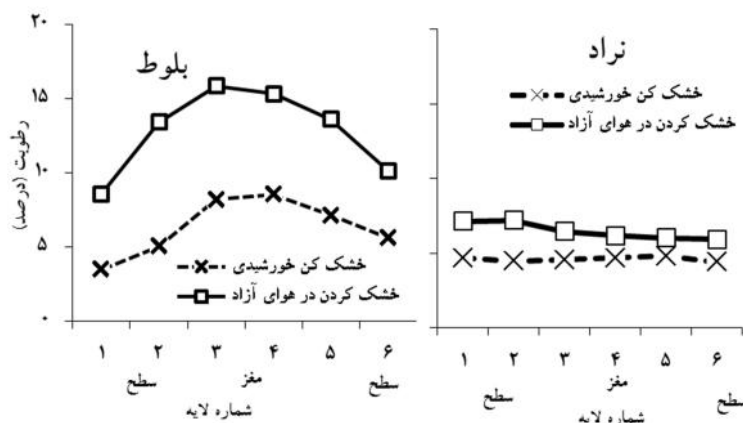 بلوط
رطوبت (درصد)
۲۰
۱۵
۱۰
۵
۰
خشک کن خورشیدی
خشک کردن در هوای آزاد
۱ ۲ ۳ ۴ ۵ ۶
سطح مغز سطح
شماره لایه
نراد
خشک کن خورشیدی
خشک کردن در هوای آزاد
۱ ۲ ۳ ۴ ۵ ۶
سطح مغز سطح
شماره لایه